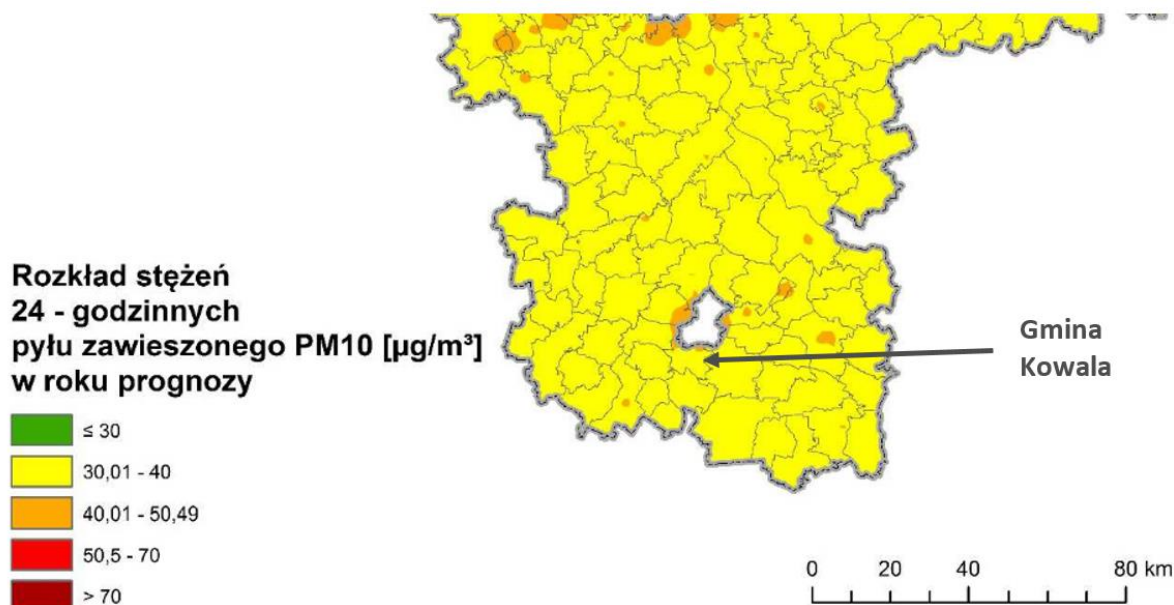 Rozkład stężeń
24 - godzinnych
pyłu zawieszonego PM10 [µg/m³]
w roku prognozy
≤ 30
30,01 - 40
40,01 - 50,49
50,5 - 70
> 70
Gmina
Kowala
0 20 40 80 km